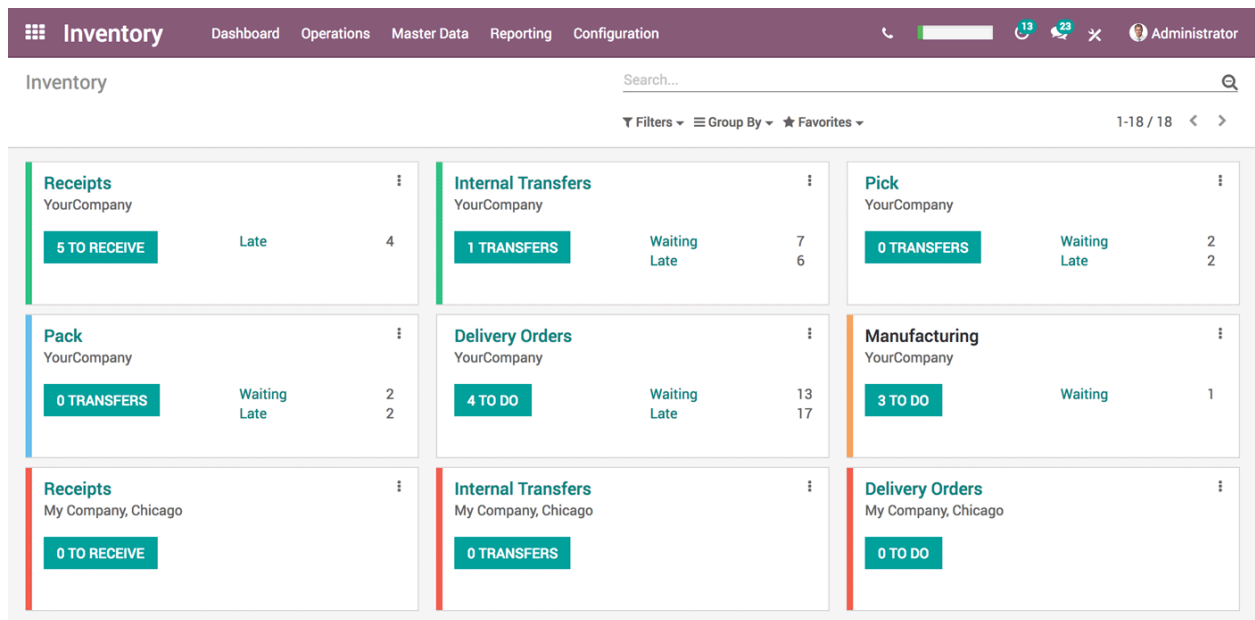 Inventory Dashboard Operations Master Data Reporting Configuration 13 23 Administrator
Inventory Search...
Filters Group By Favorites 1-18 / 18
Receipts
YourCompany
5 TO RECEIVE Late 4
Internal Transfers
YourCompany
1 TRANSFERS Waiting 7
Late 6
Pick
YourCompany
0 TRANSFERS Waiting 2
Late 2
Pack
YourCompany
0 TRANSFERS Waiting 2
Late 2
Delivery Orders
YourCompany
4 TO DO Waiting 13
Late 17
Manufacturing
YourCompany
3 TO DO Waiting 1
Receipts
My Company, Chicago
0 TO RECEIVE
Internal Transfers
My Company, Chicago
0 TRANSFERS
Delivery Orders
My Company, Chicago
0 TO DO